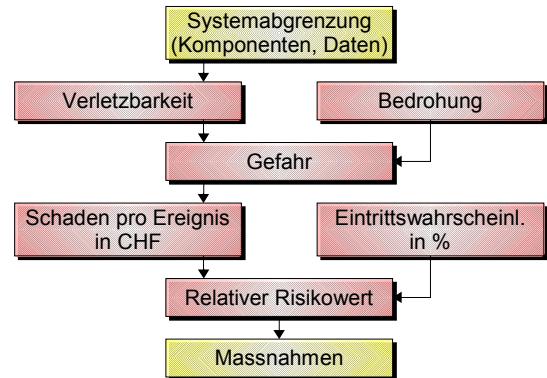 Systemabgrenzung
(Komponenten, Daten)
Verletzbarkeit
Bedrohung
Gefahr
Schaden pro Ereignis
in CHF
Eintrittswahrscheinl.
in %
Relativer Risikowert
Massnahmen